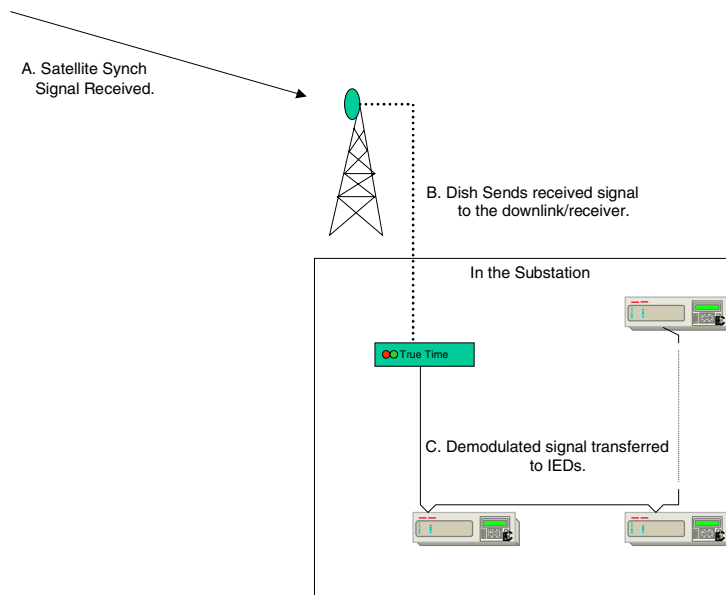 A. Satellite Synch
Signal Received.
B. Dish Sends received signal
to the downlink/receiver.
In the Substation
True Time
C. Demodulated signal transferred
to IEDs.